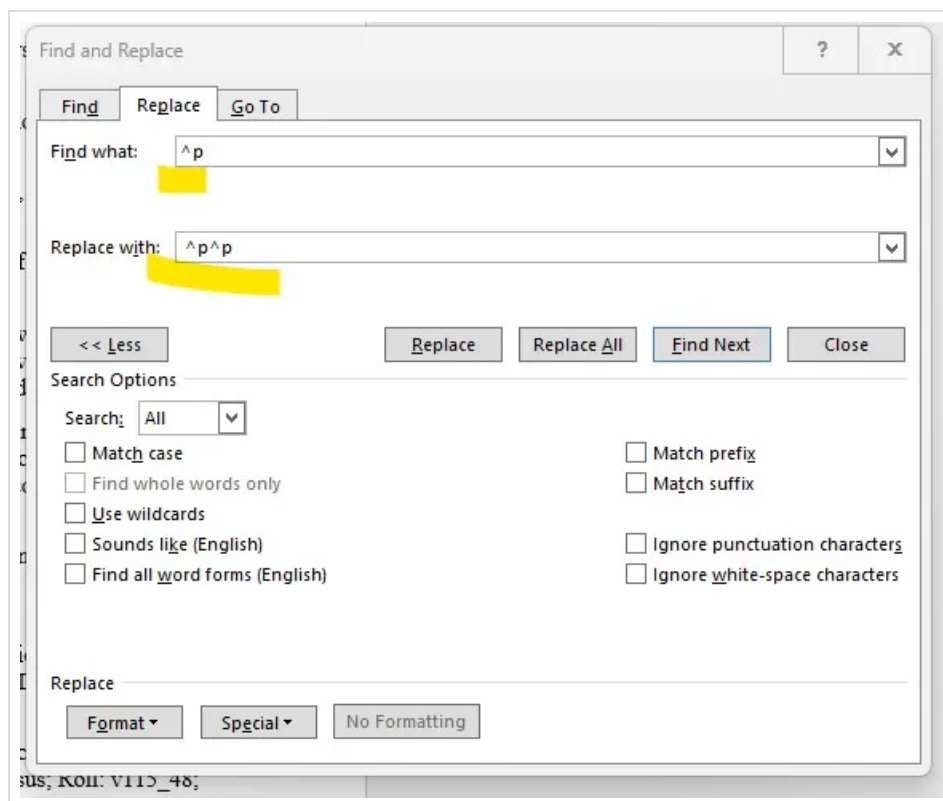 Find and Replace ? X
Find Replace Go To
Find what: ^p
Replace with: ^p^p
<< Less Replace Replace All Find Next Close
Search Options
Search: All
Match case Match prefix
Find whole words only Match suffix
Use wildcards
Sounds like (English) Ignore punctuation characters
Find all word forms (English) Ignore white-space characters
Replace
Format Special No Formatting
Roll: